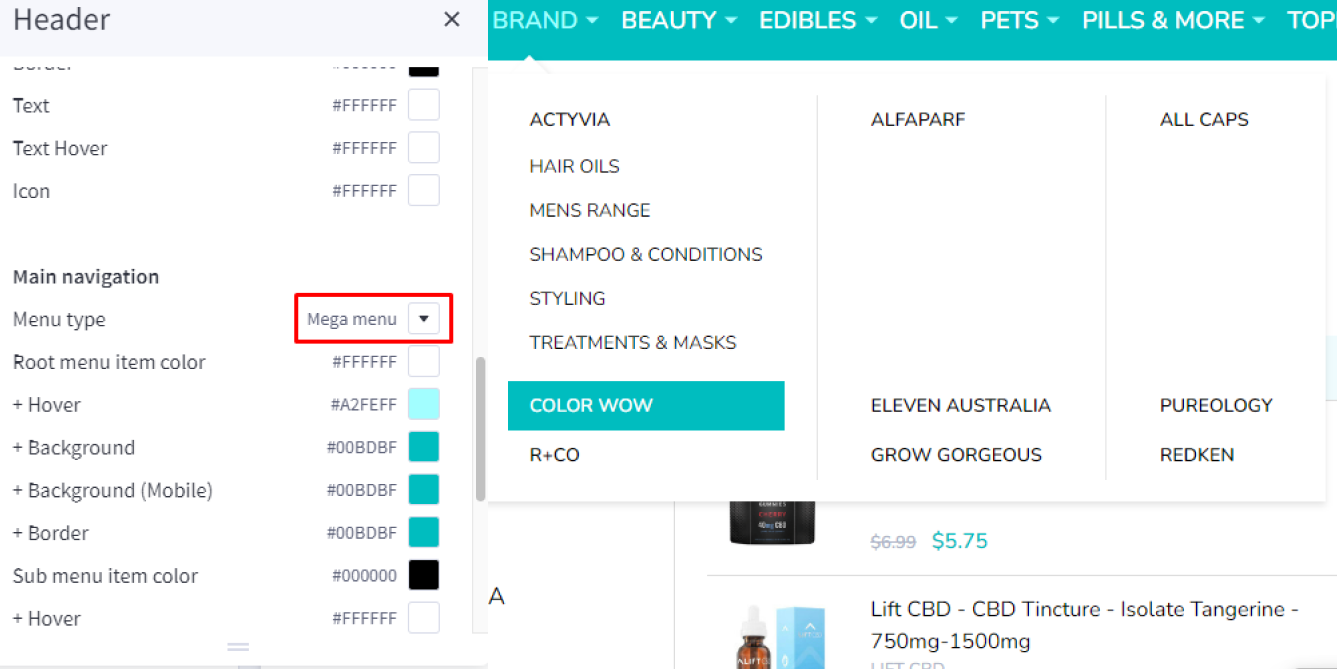 Header
Border
Text #FFFFFF
Text Hover #FFFFFF
Icon #FFFFFF
Main navigation
Menu type Mega menu
Root menu item color #FFFFFF
+ Hover #A2FEFF
+ Background #00BDBF
+ Background (Mobile) #00BDBF
+ Border #00BDBF
Sub menu item color #000000
+ Hover #FFFFFF
BRAND BEAUTY EDIBLES OIL PETS PILLS & MORE TOP
ACTYVIA
HAIR OILS
MENS RANGE
SHAMPOO & CONDITIONS
STYLING
TREATMENTS & MASKS
COLOR WOW
R+CO
ALFAPARF
ELEVEN AUSTRALIA
GROW GORGEOUS
ALL CAPS
PUREOLOGY
REDKEN
A
GUMMIES
CHERRY
40mg CBD
$6.99 $5.75
Lift CBD - CBD Tincture - Isolate Tangerine -
750mg-1500mg
LIFT CBD